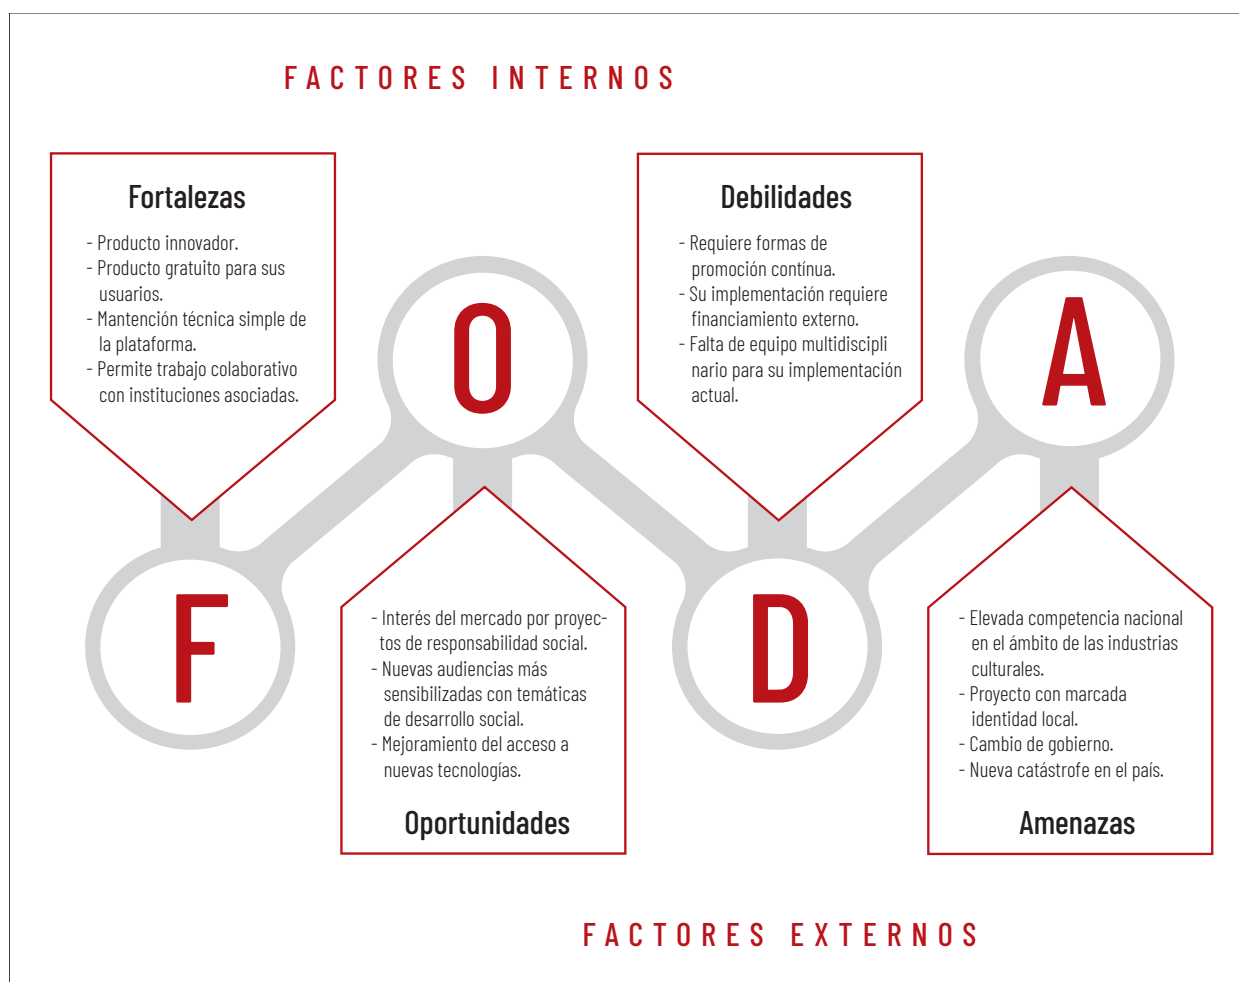 FACTORES INTERNOS
Fortalezas
- Producto innovador.
- Producto gratuito para sus
usuarios.
- Mantención técnica simple de
la plataforma.
- Permite trabajo colaborativo
con instituciones asociadas.
F
O
- Interés del mercado por proyec-
tos de responsabilidad social.
- Nuevas audiencias más
sensibilizadas con temáticas
de desarrollo social.
- Mejoramiento del acceso a
nuevas tecnologías.
Oportunidades
Debilidades
- Requiere formas de
promoción contínua.
- Su implementación requiere
financiamiento externo.
- Falta de equipo multidiscipli
nario para su implementación
actual.
D
A
- Elevada competencia nacional
en el ámbito de las industrias
culturales.
- Proyecto con marcada
identidad local.
- Cambio de gobierno.
- Nueva catástrofe en el país.
Amenazas
FACTORES EXTERNOS